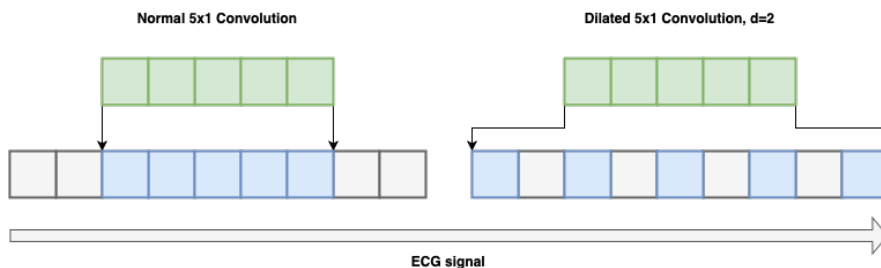 Normal 5x1 Convolution
Dilated 5x1 Convolution, d=2
ECG signal